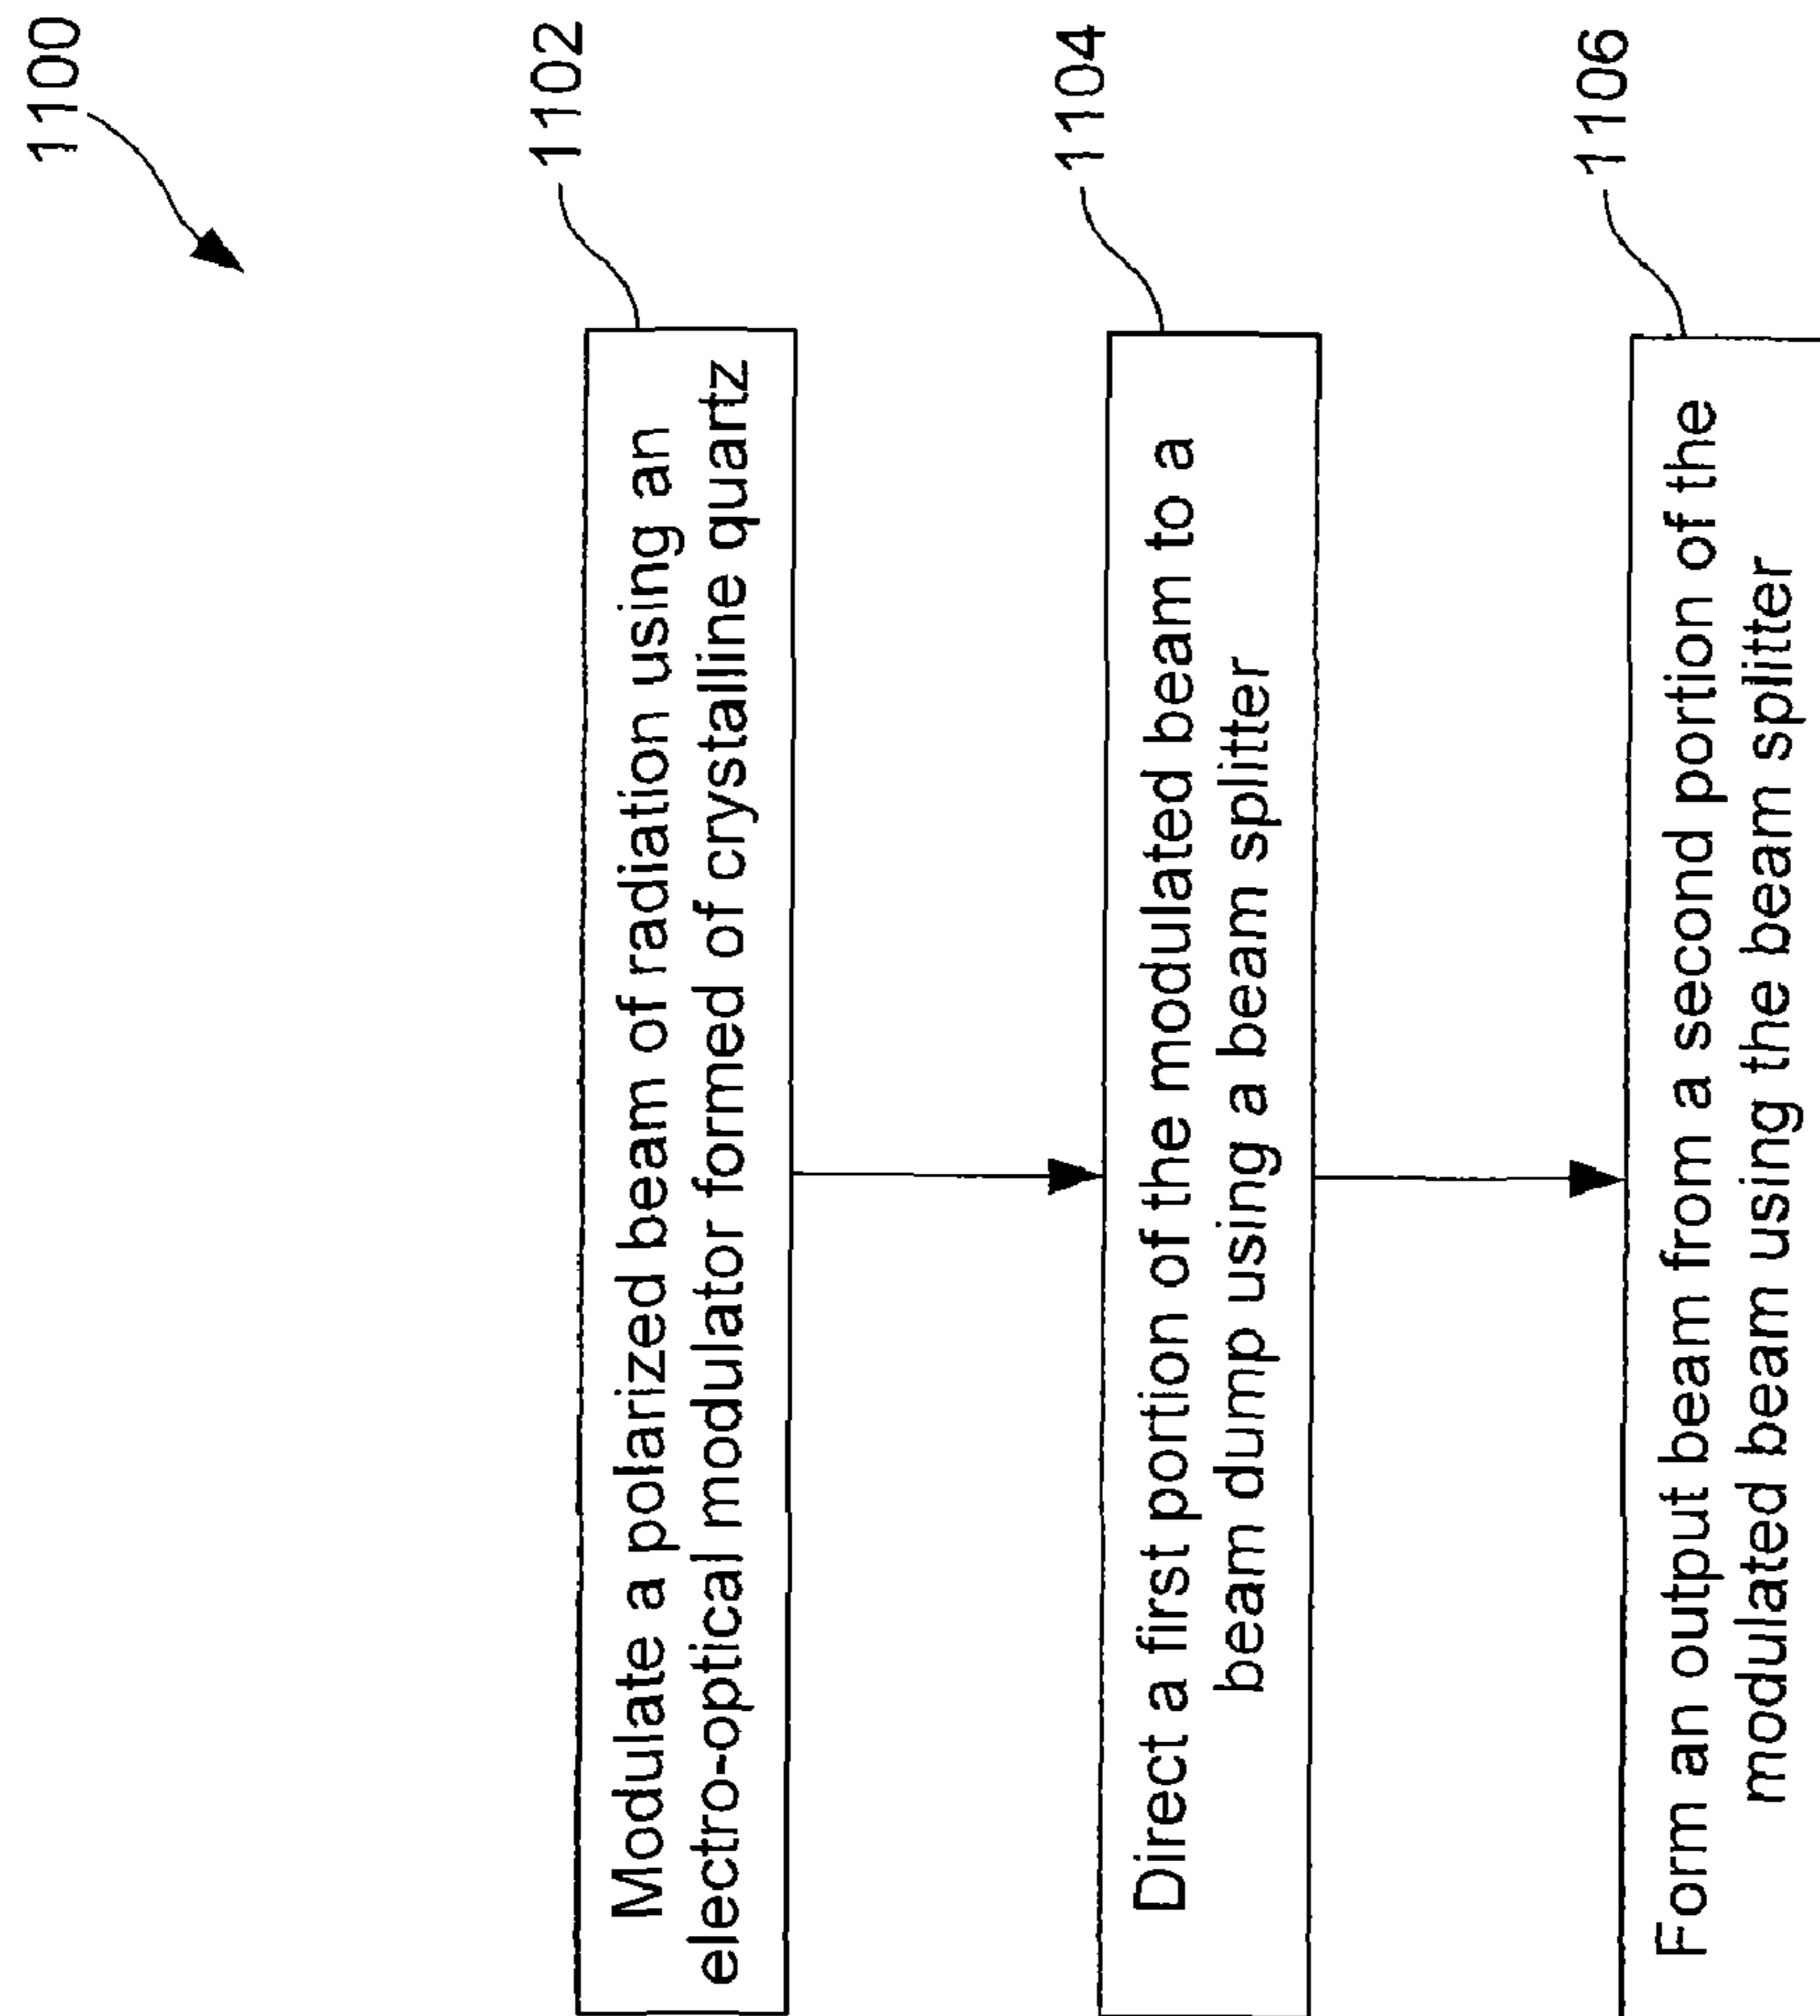 1100
1102
Modulate a polarized beam of radiation using an
electro-optical modulator formed of crystalline quartz
1104
Direct a first portion of the modulated beam to a
beam dump using a beam splitter
1106
Form an output beam from a second portion of the
modulated beam using the beam splitter